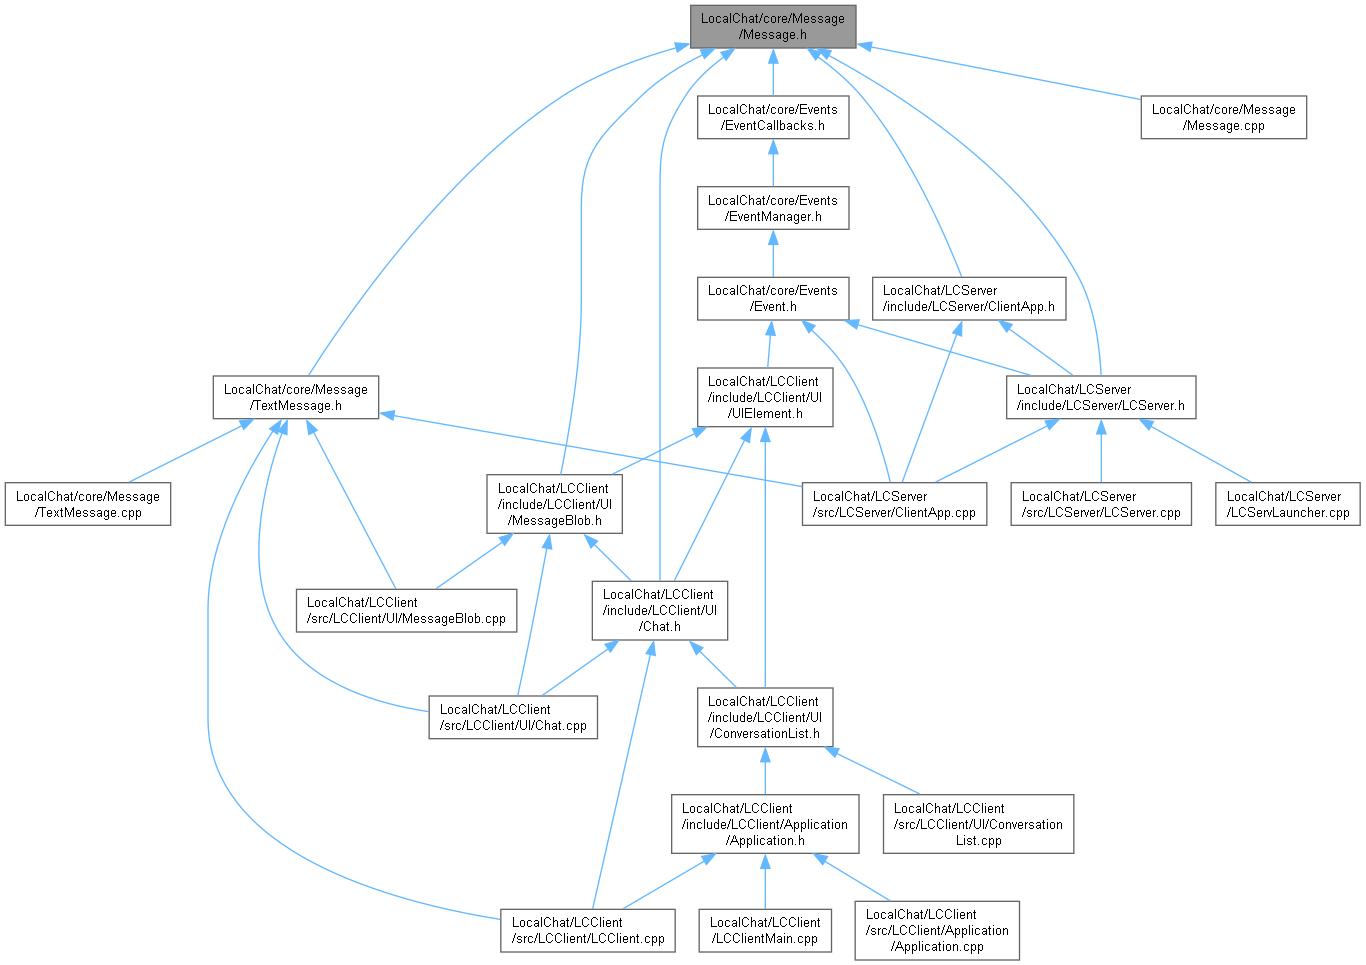 LocalChat/core/Message
/Message.h
LocalChat/core/Events
/EventCallbacks.h
LocalChat/core/Message
/Message.cpp
LocalChat/core/Events
/EventManager.h
LocalChat/core/Events
/Event.h
LocalChat/LCServer
/include/LCServer/ClientApp.h
LocalChat/core/Message
/TextMessage.h
LocalChat/LCClient
/include/LCClient/UI
/UIElement.h
LocalChat/LCServer
/include/LCServer/LCServer.h
LocalChat/core/Message
/TextMessage.cpp
LocalChat/LCClient
/include/LCClient/UI
/MessageBlob.h
LocalChat/LCServer
/src/LCServer/ClientApp.cpp
LocalChat/LCServer
/src/LCServer/LCServer.cpp
LocalChat/LCServer
/LCServLauncher.cpp
LocalChat/LCClient
/src/LCClient/UI/MessageBlob.cpp
LocalChat/LCClient
/include/LCClient/UI
/Chat.h
LocalChat/LCClient
/src/LCClient/UI/Chat.cpp
LocalChat/LCClient
/include/LCClient/UI
/ConversationList.h
LocalChat/LCClient
/include/LCClient/Application
/Application.h
LocalChat/LCClient
/src/LCClient/UI/Conversation
List.cpp
LocalChat/LCClient
/src/LCClient/LCClient.cpp
LocalChat/LCClient
/LCClientMain.cpp
LocalChat/LCClient
/src/LCClient/Application
/Application.cpp